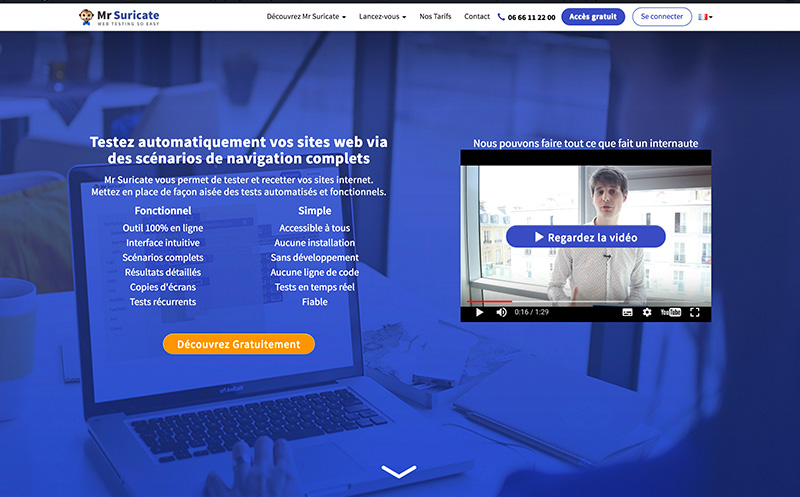 Mr Suricate
WEB TESTING SO EASY
Découvrez Mr Suricate
Lancez-vous
Nos Tarifs
Contact
06 66 11 22 00
Accès gratuit
Se connecter
Testez automatiquement vos sites web via
des scénarios de navigation complets
Mr Suricate vous permet de tester et recetter vos sites internet.
Mettez en place de façon aisée des tests automatisés et fonctionnels.
Fonctionnel
Outil 100% en ligne
Interface intuitive
Scénarios complets
Résultats détaillés
Copies d'écrans
Tests récurrents
Simple
Accessible à tous
Aucune installation
Sans développement
Aucune ligne de code
Tests en temps réel
Fiable
Découvrez Gratuitement
Nous pouvons faire tout ce que fait un internaute
Regardez la vidéo
0:16 / 1:29
YouTube